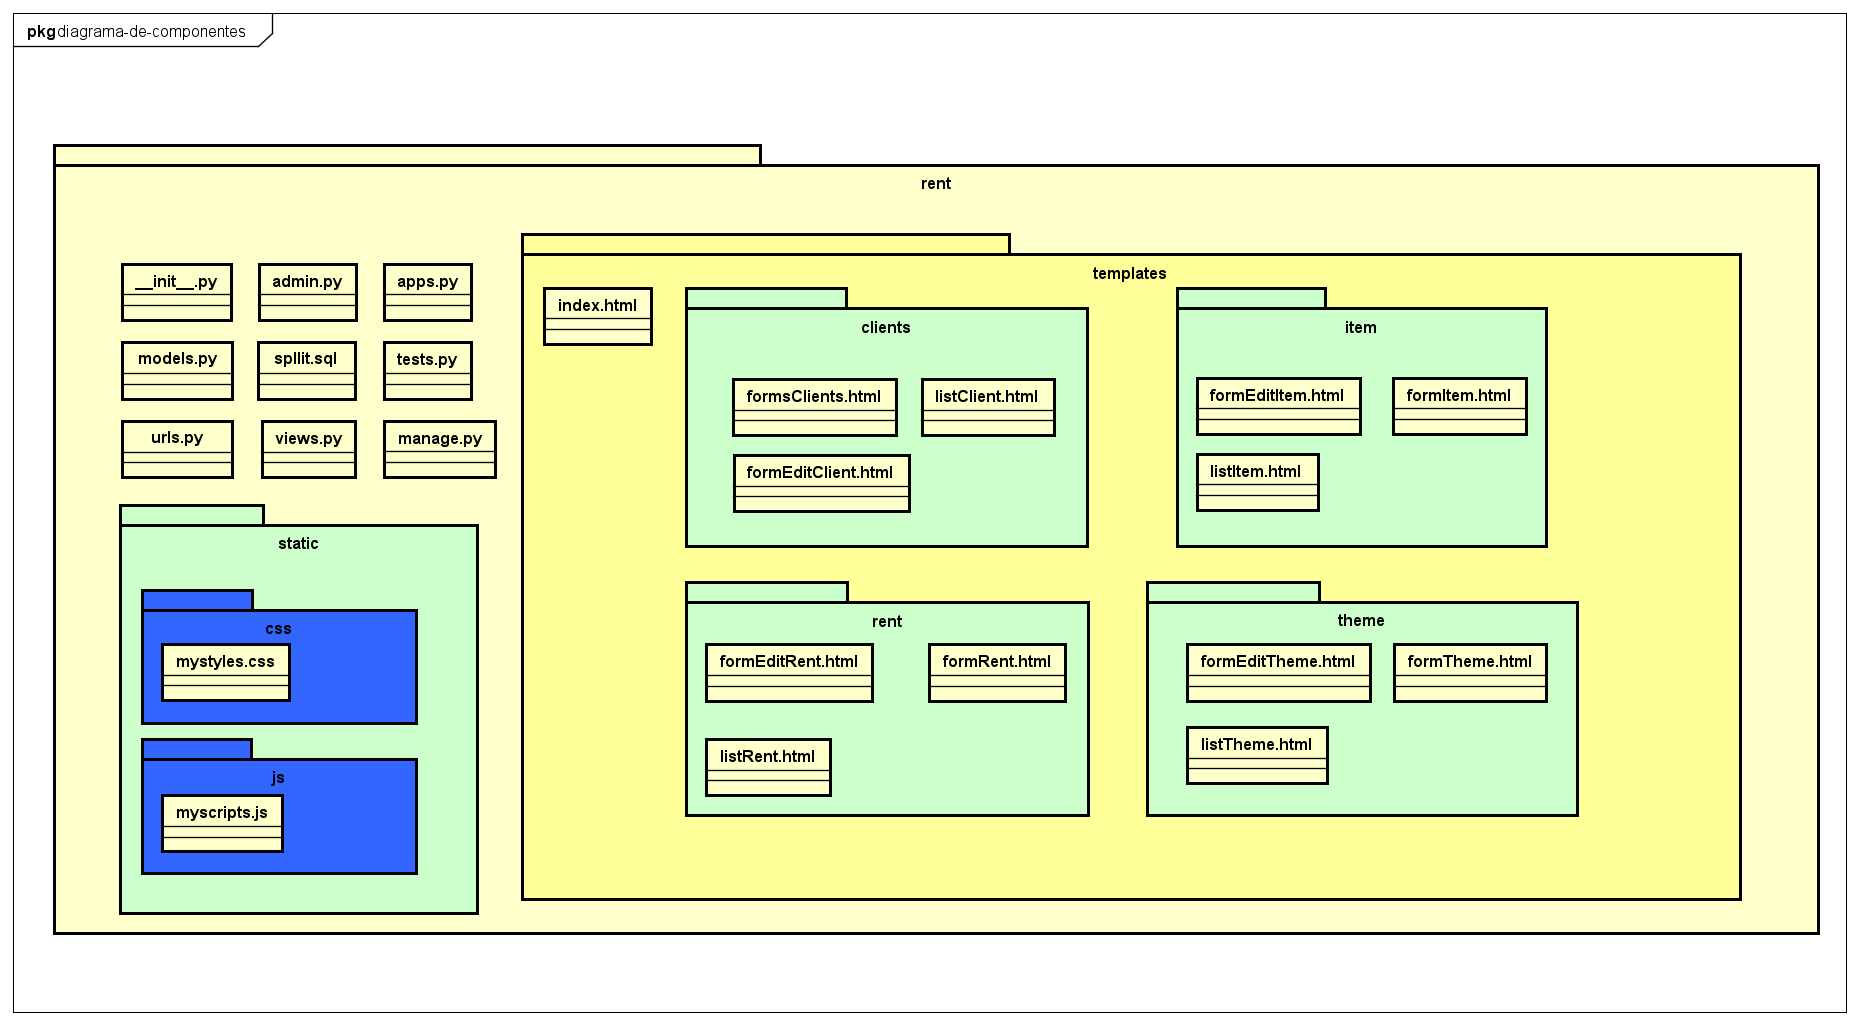 pkg diagrama-de-componentes
rent
__init__.py
admin.py
apps.py
models.py
spllit.sql
tests.py
urls.py
views.py
manage.py
static
css
mystyles.css
js
myscripts.js
templates
index.html
clients
formsClients.html
listClient.html
formEditClient.html
item
formEditItem.html
formItem.html
listItem.html
rent
formEditRent.html
formRent.html
listRent.html
theme
formEditTheme.html
formTheme.html
listTheme.html